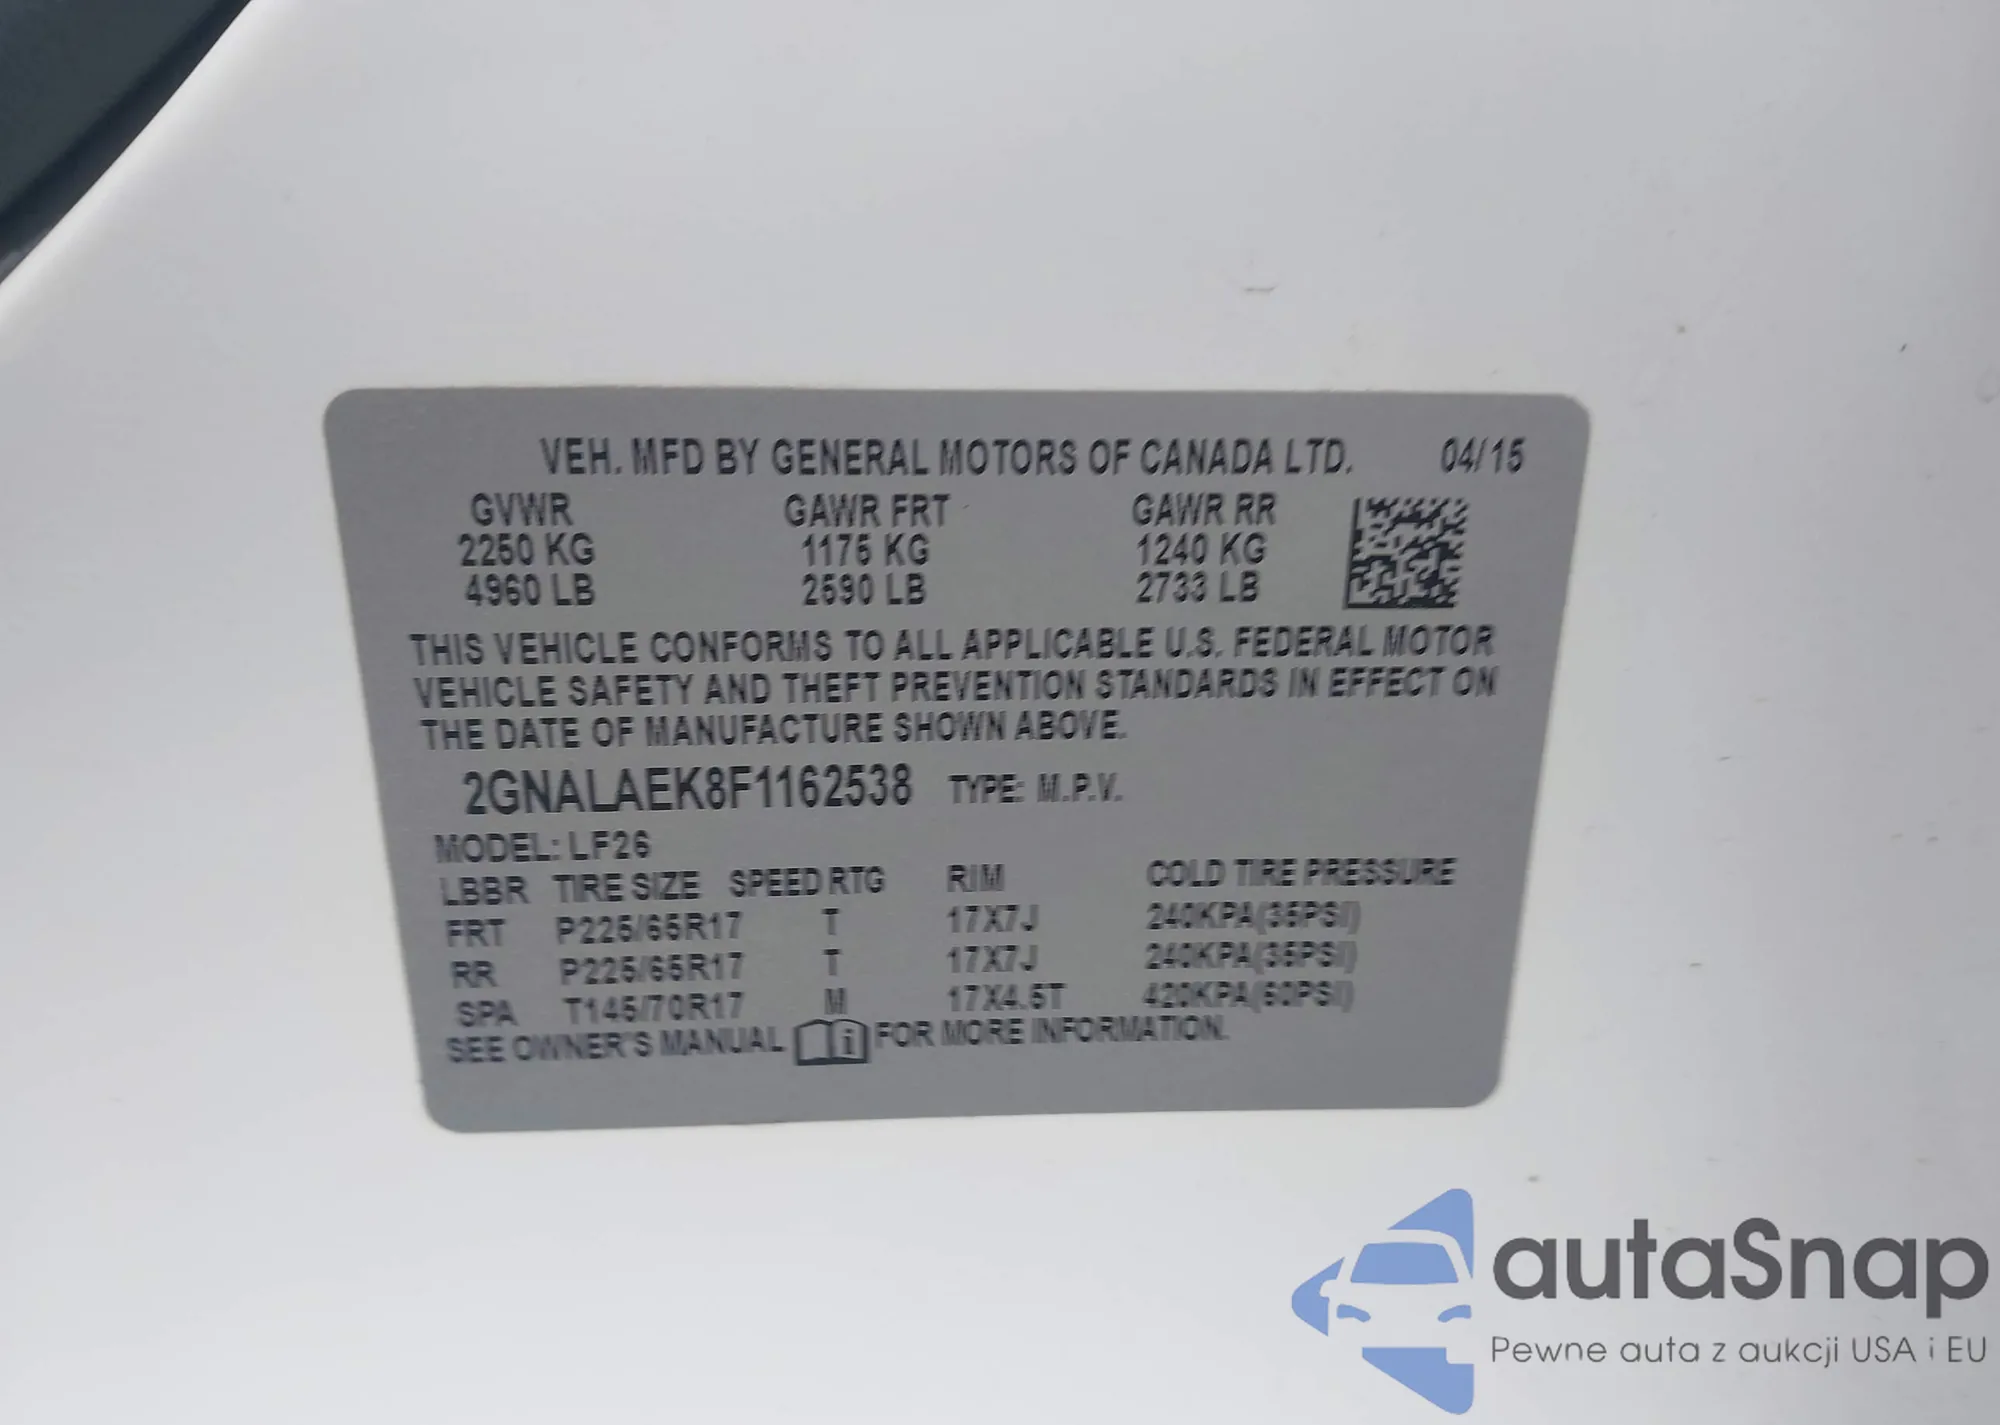 VEH. MFD BY GENERAL MOTORS OF CANADA LTD. 04/15
GVWR GAWR FRT GAWR RR
2250 KG 1175 KG 1240 KG
4960 LB 2590 LB 2733 LB
THIS VEHICLE CONFORMS TO ALL APPLICABLE U.S. FEDERAL MOTOR
VEHICLE SAFETY AND THEFT PREVENTION STANDARDS IN EFFECT ON
THE DATE OF MANUFACTURE SHOWN ABOVE.
2GNALAEK8F1162538 TYPE: M.P.V.
MODEL: LF26
LBBR TIRE SIZE SPEED RTG RIM COLD TIRE PRESSURE
FRT P225/65R17 T 17X7J 240KPA(35PSI)
RR P225/65R17 T 17X7J 240KPA(35PSI)
SPA T145/70R17 M 17X4.5T 420KPA(60PSI)
SEE OWNER'S MANUAL i FOR MORE INFORMATION.
autaSnap
Pewne auta z aukcji USA i EU